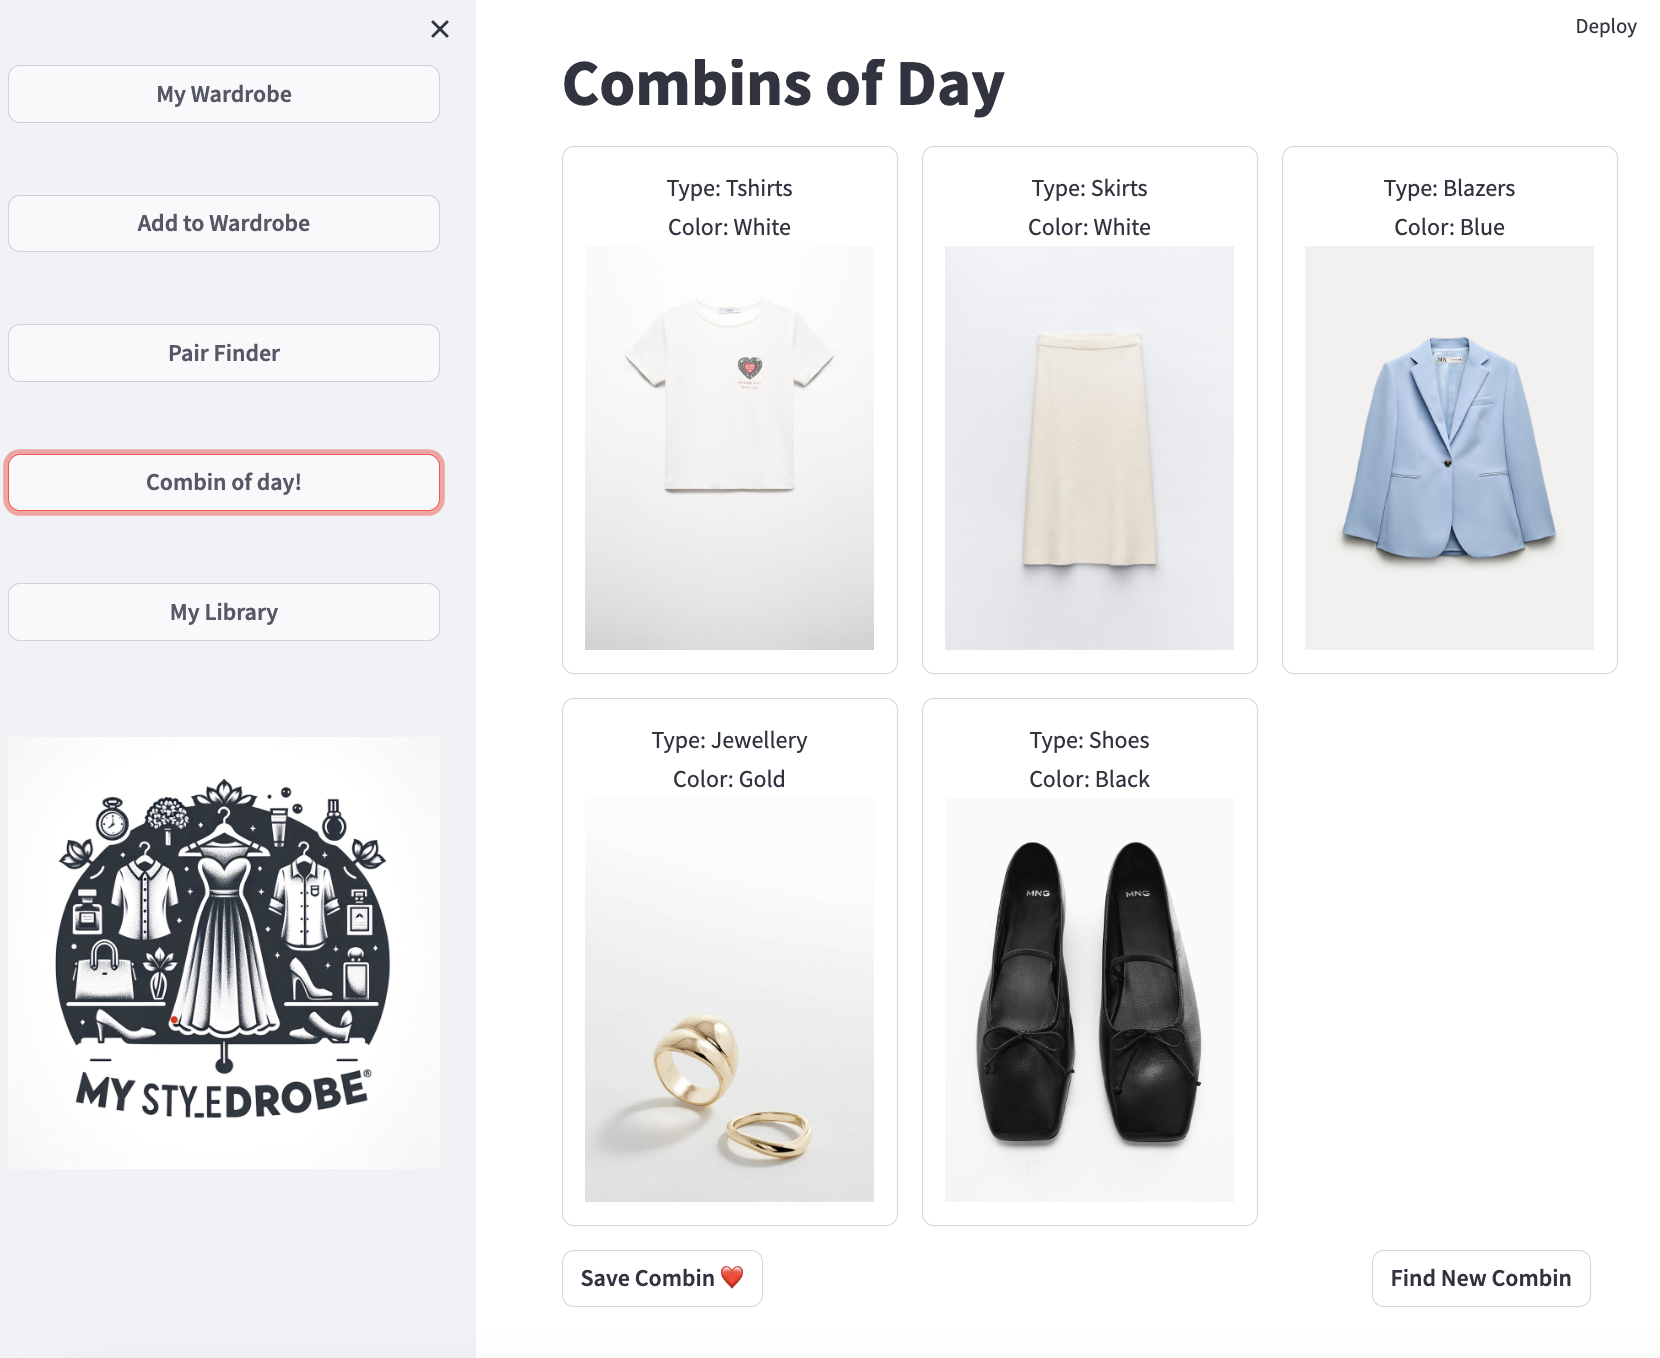 Deploy
My Wardrobe
Add to Wardrobe
Pair Finder
Combin of day!
My Library
MY STYLEDROBE®
Combins of Day
Type: Tshirts
Color: White
Type: Skirts
Color: White
Type: Blazers
Color: Blue
Type: Jewellery
Color: Gold
Type: Shoes
Color: Black
MNG
MNG
Save Combin ❤️
Find New Combin